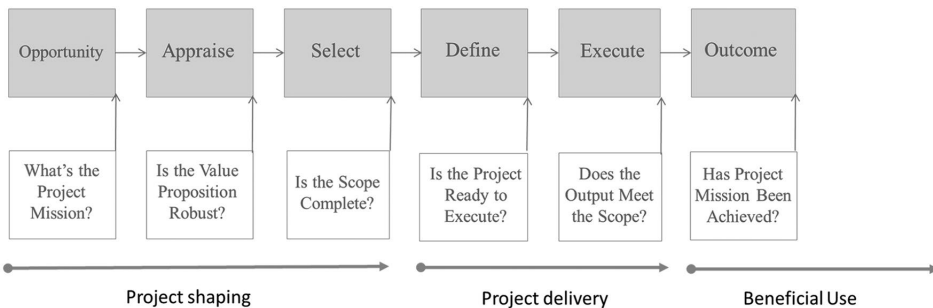 Opportunity
Appraise
Select
Define
Execute
Outcome
What's the
Project
Mission?
Is the Value
Proposition
Robust?
Is the Scope
Complete?
Is the Project
Ready to
Execute?
Does the
Output Meet
the Scope?
Has Project
Mission Been
Achieved?
Project shaping
Project delivery
Beneficial Use